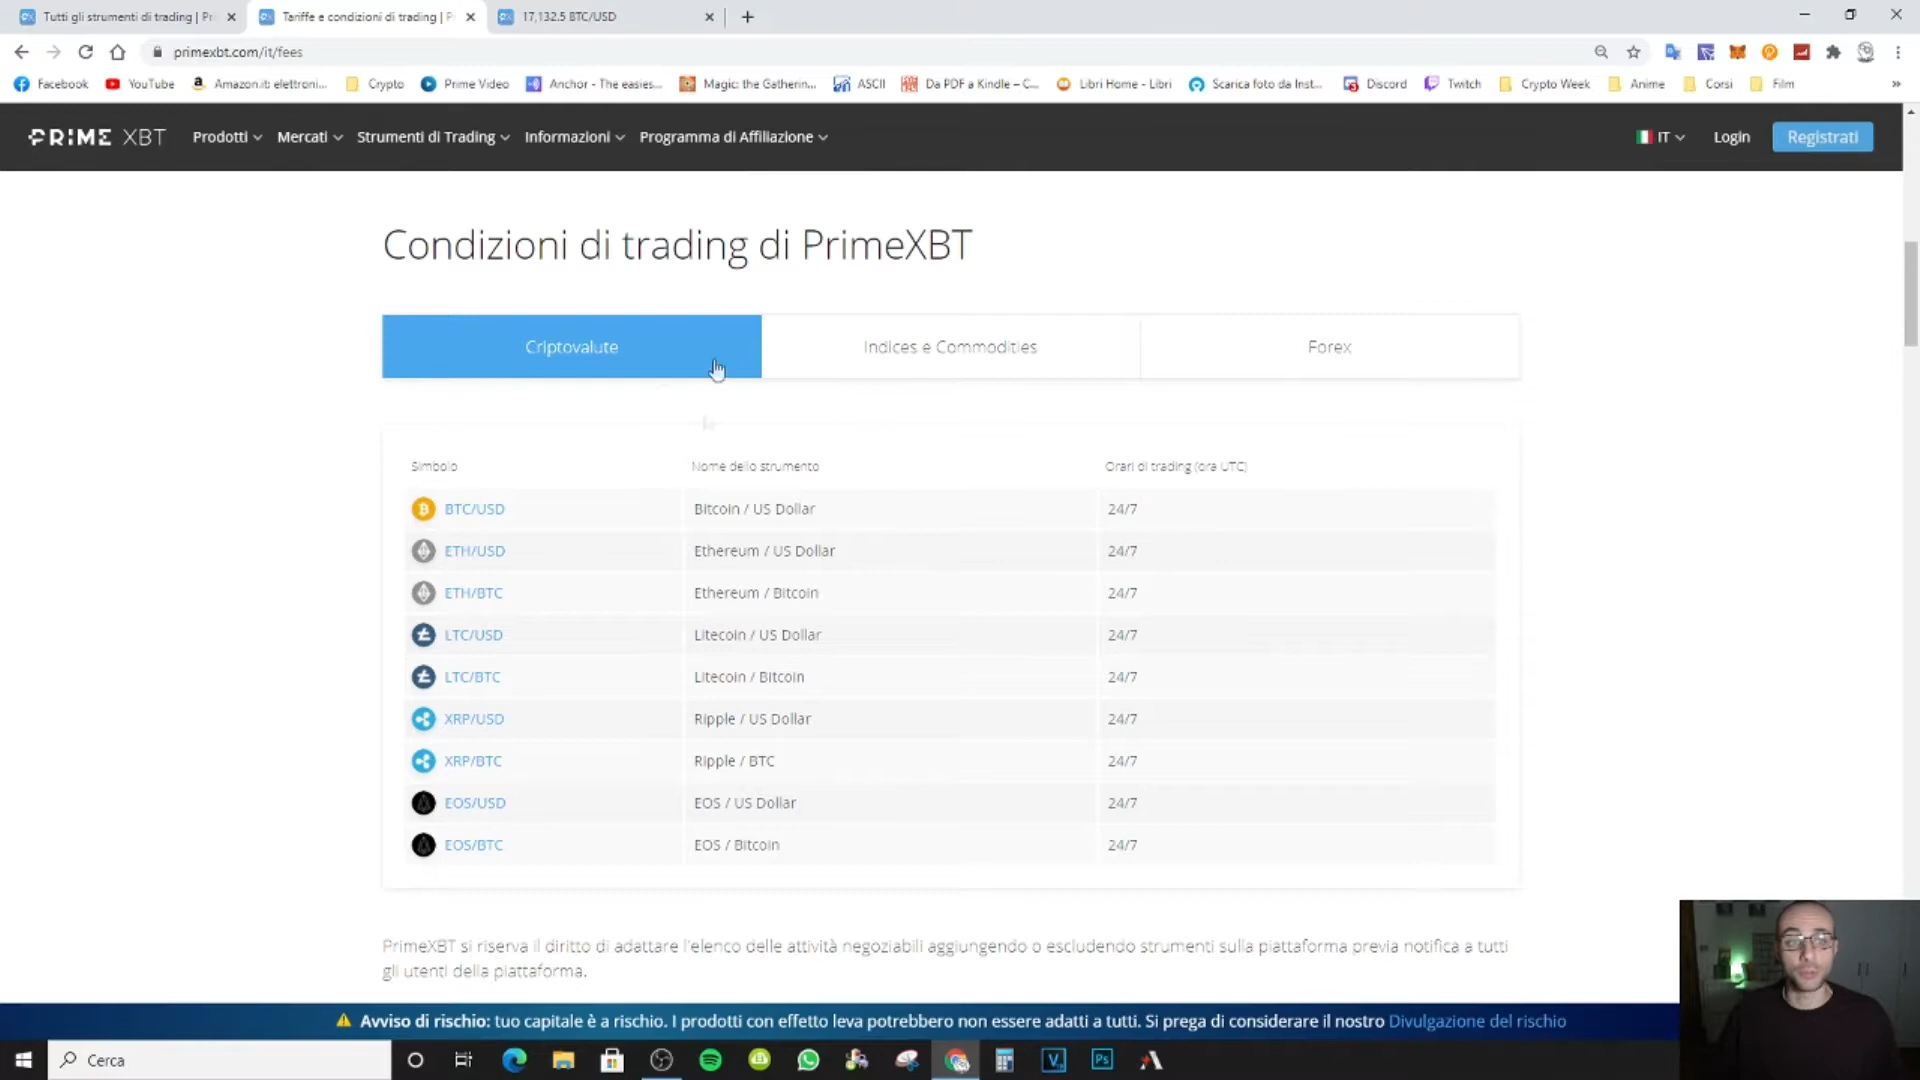 Tutti gli strumenti di trading | Pr
Tariffe e condizioni di trading | P
17,132.5 BTC/USD
primexbt.com/it/fees
Facebook
YouTube
Amazon.it: elettroni...
Crypto
Prime Video
Anchor - The easies...
Magic: the Gatherin...
ASCII
Da PDF a Kindle – C...
Libri Home - Libri
Scarica foto da Inst...
Discord
Twitch
Crypto Week
Anime
Corsi
Film
»
PRIME XBT
Prodotti
Mercati
Strumenti di Trading
Informazioni
Programma di Affiliazione
IT
Login
Registrati
Condizioni di trading di PrimeXBT
Criptovalute
Indices e Commodities
Forex
Simbolo
Nome dello strumento
Orari di trading (ora UTC)
BTC/USD
Bitcoin / US Dollar
24/7
ETH/USD
Ethereum / US Dollar
24/7
ETH/BTC
Ethereum / Bitcoin
24/7
LTC/USD
Litecoin / US Dollar
24/7
LTC/BTC
Litecoin / Bitcoin
24/7
XRP/USD
Ripple / US Dollar
24/7
XRP/BTC
Ripple / BTC
24/7
EOS/USD
EOS / US Dollar
24/7
EOS/BTC
EOS / Bitcoin
24/7
PrimeXBT si riserva il diritto di adattare l'elenco delle attività negoziabili aggiungendo o escludendo strumenti sulla piattaforma previa notifica a tutti
gli utenti della piattaforma.
Avviso di rischio: tuo capitale è a rischio. I prodotti con effetto leva potrebbero non essere adatti a tutti. Si prega di considerare il nostro Divulgazione del rischio
Cerca
Ps